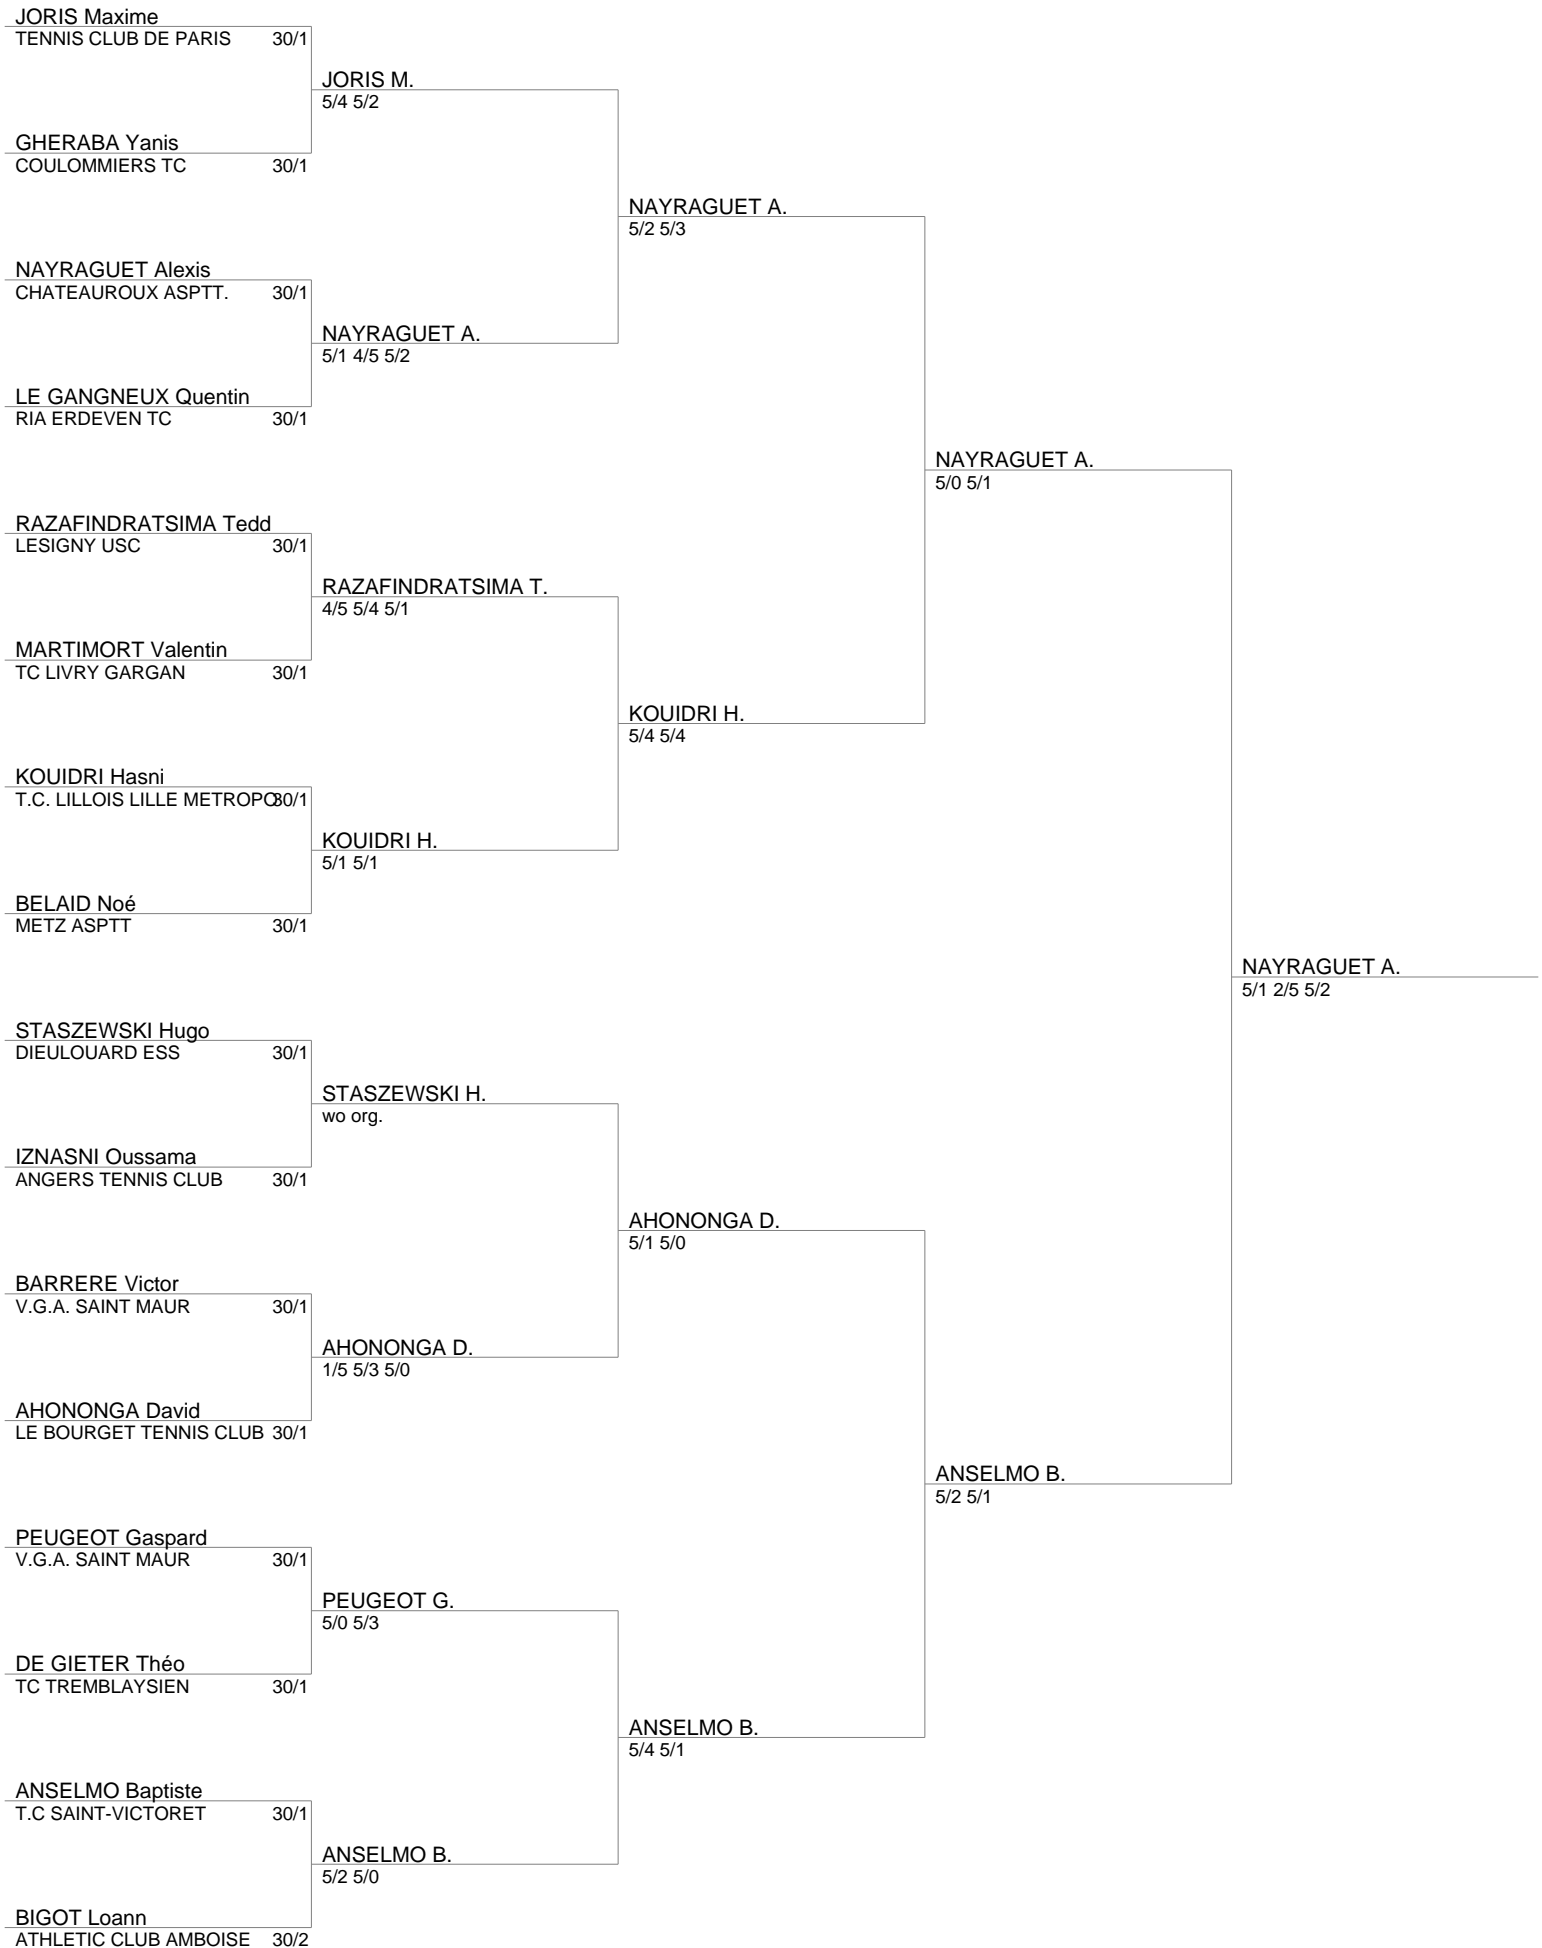 JORIS Maxime
TENNIS CLUB DE PARIS 30/1
JORIS M.
5/4 5/2
GHERABA Yanis
COULOMMIERS TC 30/1
NAYRAGUET A.
5/2 5/3
NAYRAGUET Alexis
CHATEAUROUX ASPTT. 30/1
NAYRAGUET A.
5/1 4/5 5/2
LE GANGNEUX Quentin
RIA ERDEVEN TC 30/1
NAYRAGUET A.
5/0 5/1
RAZAFINDRATSIMA Tedd
LESIGNY USC 30/1
RAZAFINDRATSIMA T.
4/5 5/4 5/1
MARTIMORT Valentin
TC LIVRY GARGAN 30/1
KOUIDRI H.
5/4 5/4
KOUIDRI Hasni
T.C. LILLOIS LILLE METROPO 30/1
KOUIDRI H.
5/1 5/1
BELAID Noé
METZ ASPTT 30/1
NAYRAGUET A.
5/1 2/5 5/2
STASZEWSKI Hugo
DIEULOUARD ESS 30/1
STASZEWSKI H.
wo org.
IZNASNI Oussama
ANGERS TENNIS CLUB 30/1
AHONONGA D.
5/1 5/0
BARRERE Victor
V.G.A. SAINT MAUR 30/1
AHONONGA D.
1/5 5/3 5/0
AHONONGA David
LE BOURGET TENNIS CLUB 30/1
ANSELMO B.
5/2 5/1
PEUGEOT Gaspard
V.G.A. SAINT MAUR 30/1
PEUGEOT G.
5/0 5/3
DE GIETER Théo
TC TREMBLAYSIEN 30/1
ANSELMO B.
5/4 5/1
ANSELMO Baptiste
T.C SAINT-VICTORET 30/1
ANSELMO B.
5/2 5/0
BIGOT Loann
ATHLETIC CLUB AMBOISE 30/2